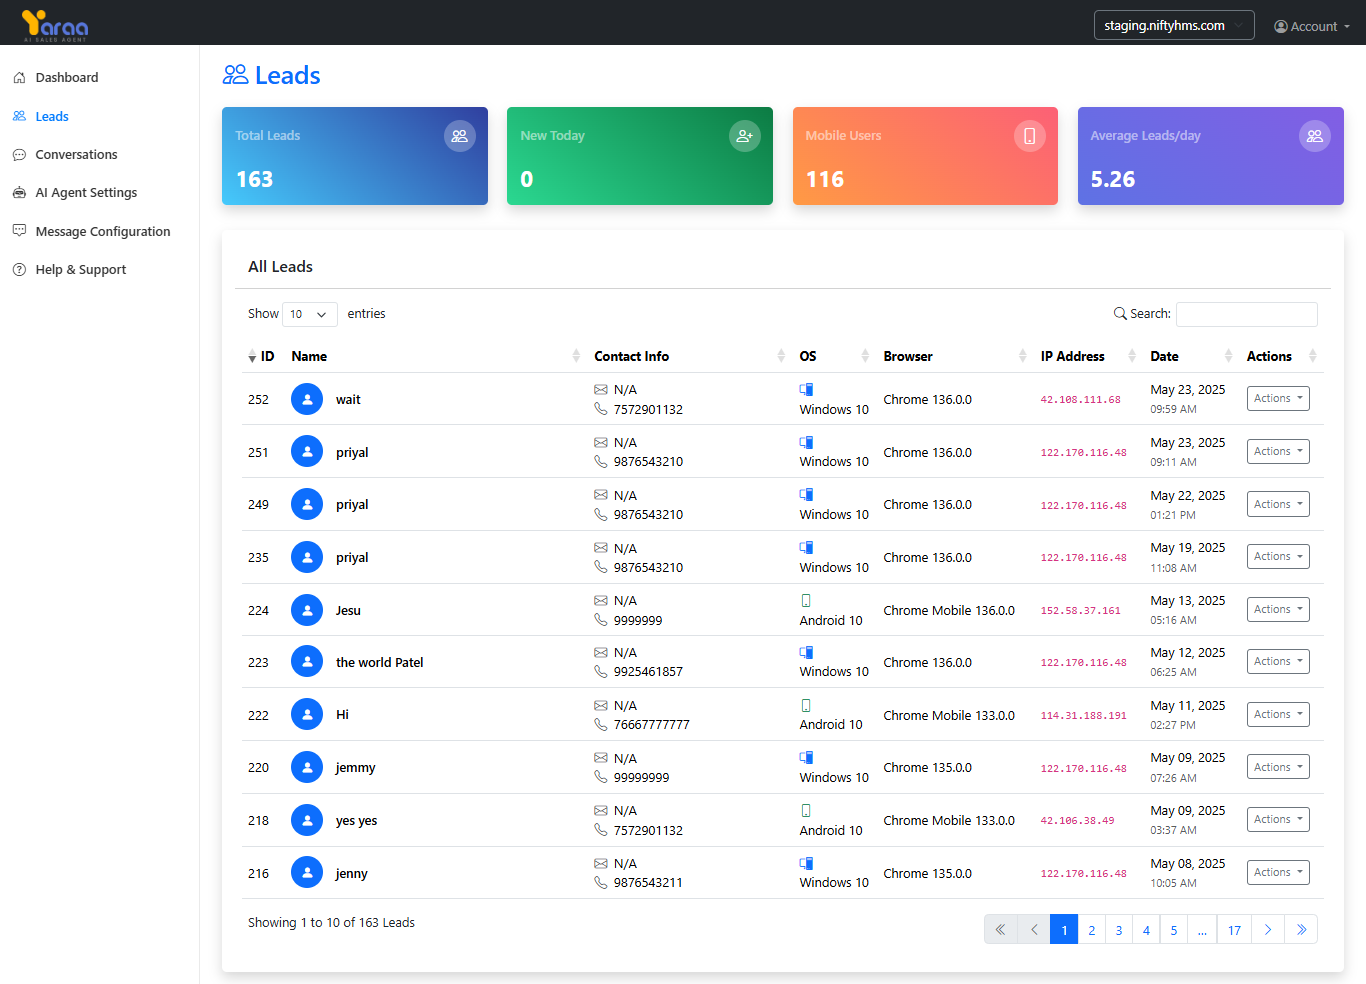 Yaraa
AI SALES AGENT
staging.niftyhms.com
Account
Dashboard
Leads
Conversations
AI Agent Settings
Message Configuration
Help & Support
Leads
Total Leads
163
New Today
0
Mobile Users
116
Average Leads/day
5.26
All Leads
Show 10 entries
Search:
ID Name Contact Info OS Browser IP Address Date Actions
252 wait N/A 7572901132 Windows 10 Chrome 136.0.0 42.108.111.68 May 23, 2025 09:59 AM Actions
251 priyal N/A 9876543210 Windows 10 Chrome 136.0.0 122.170.116.48 May 23, 2025 09:11 AM Actions
249 priyal N/A 9876543210 Windows 10 Chrome 136.0.0 122.170.116.48 May 22, 2025 01:21 PM Actions
235 priyal N/A 9876543210 Windows 10 Chrome 136.0.0 122.170.116.48 May 19, 2025 11:08 AM Actions
224 Jesu N/A 9999999 Android 10 Chrome Mobile 136.0.0 152.58.37.161 May 13, 2025 05:16 AM Actions
223 the world Patel N/A 9925461857 Windows 10 Chrome 136.0.0 122.170.116.48 May 12, 2025 06:25 AM Actions
222 Hi N/A 76667777777 Android 10 Chrome Mobile 133.0.0 114.31.188.191 May 11, 2025 02:27 PM Actions
220 jemmy N/A 99999999 Windows 10 Chrome 135.0.0 122.170.116.48 May 09, 2025 07:26 AM Actions
218 yes yes N/A 7572901132 Android 10 Chrome Mobile 133.0.0 42.106.38.49 May 09, 2025 03:37 AM Actions
216 jenny N/A 9876543211 Windows 10 Chrome 135.0.0 122.170.116.48 May 08, 2025 10:05 AM Actions
Showing 1 to 10 of 163 Leads
« ‹ 1 2 3 4 5 ... 17 › »